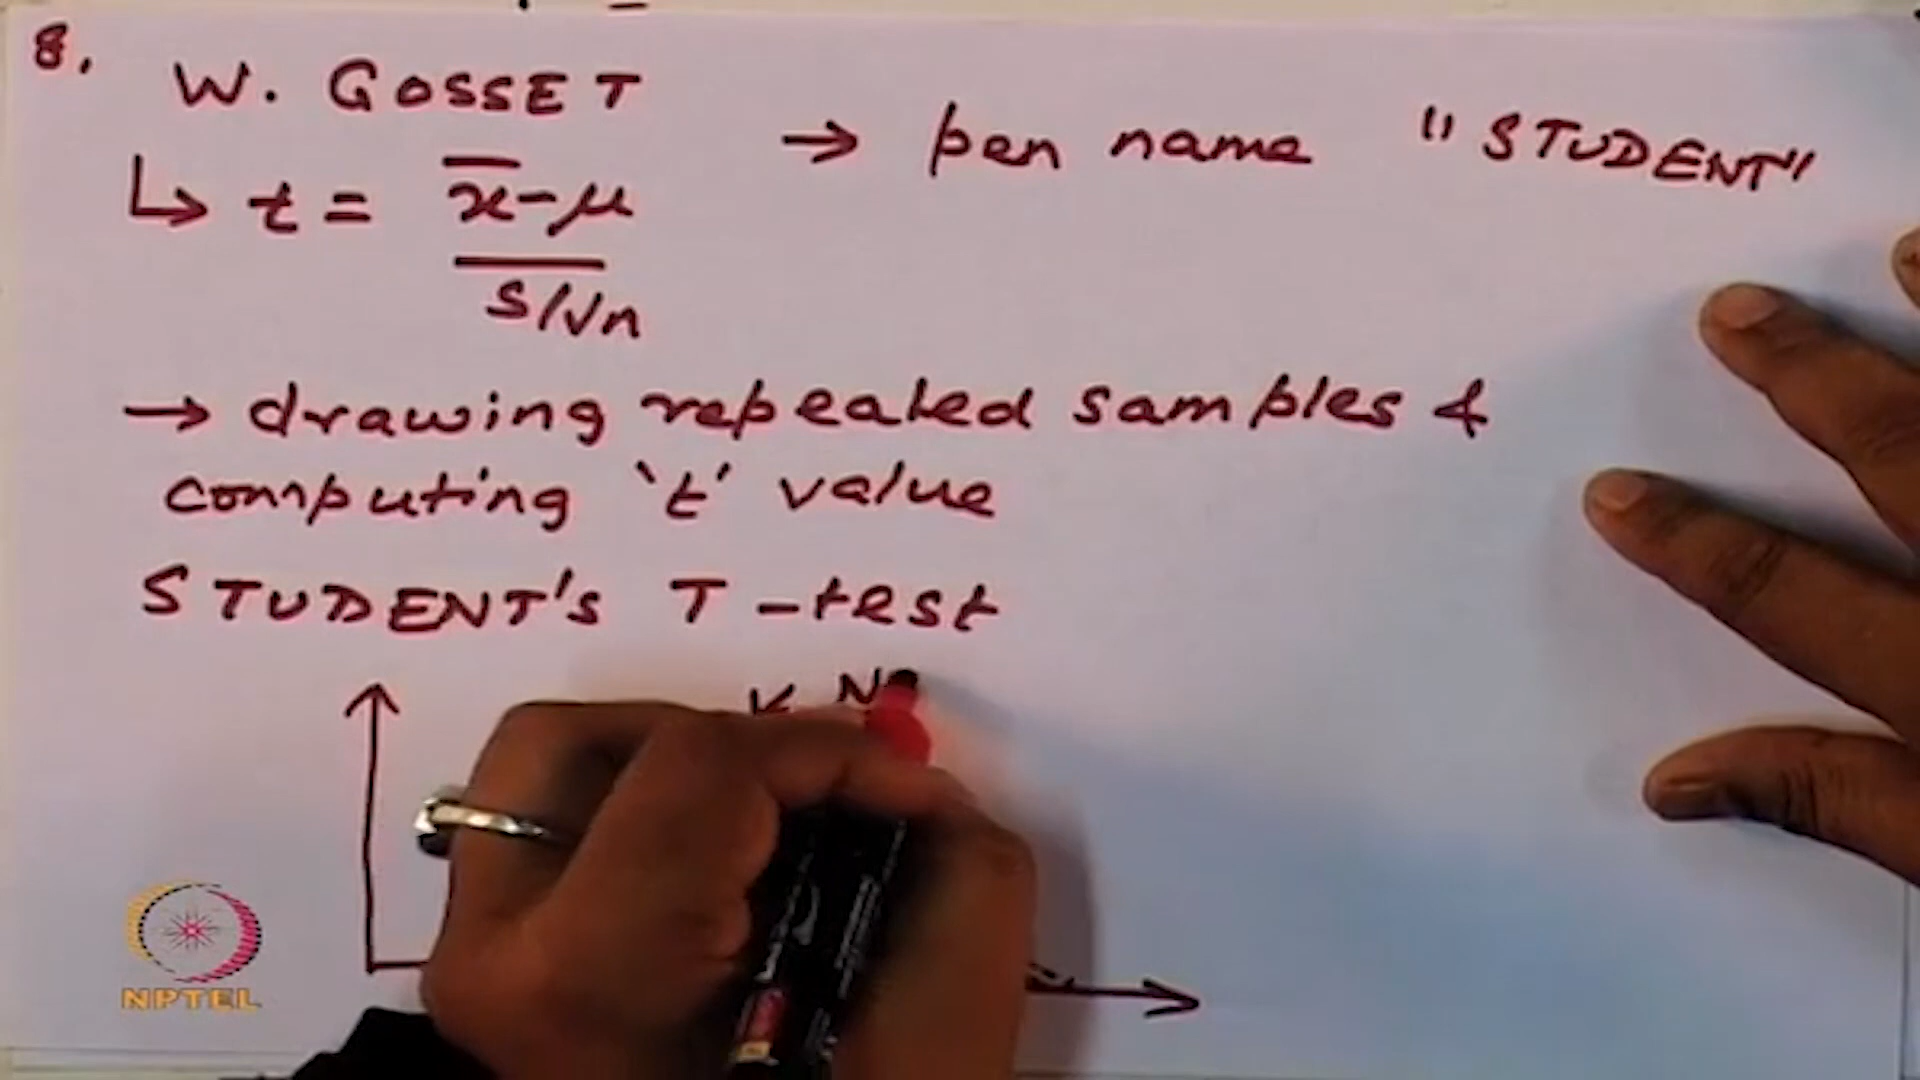 8.
W. GOSSET
→ pen name "STUDENT"
↳ t = x̄-μ
S/√n
→ drawing repeated samples &
computing 't' value
STUDENT'S T-test
NPTEL